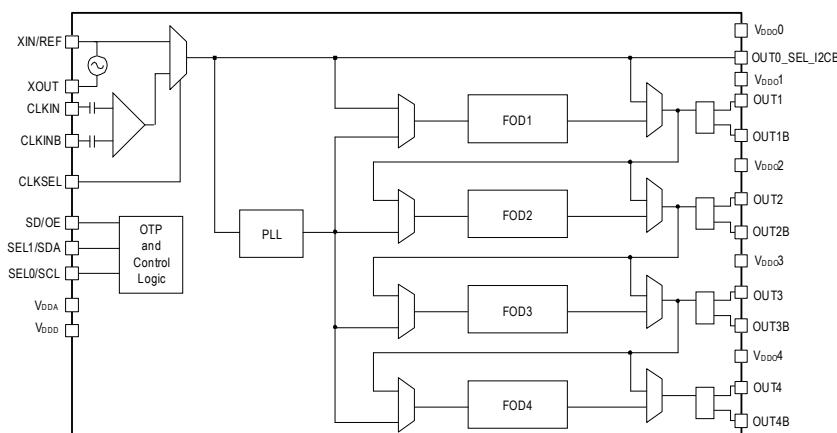 XIN/REF
XOUT
CLKIN
CLKINB
CLKSEL
SD/OE
SEL1/SDA
SEL0/SCL
VDDA
VDDD
OTP
and
Control
Logic
PLL
FOD1
FOD2
FOD3
FOD4
VDDO0
OUT0_SEL_I2CB
VDDO1
OUT1
OUT1B
VDDO2
OUT2
OUT2B
VDDO3
OUT3
OUT3B
VDDO4
OUT4
OUT4B